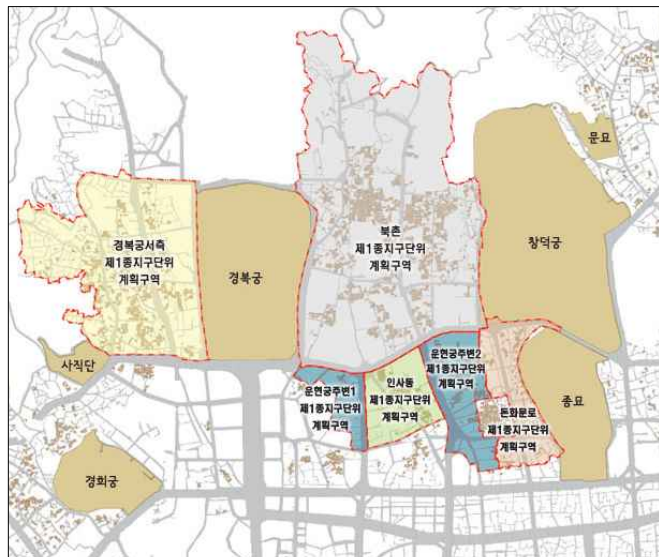 문묘
창덕궁
북촌
제1종지구단위
계획구역
경복궁서측
제1종지구단위
계획구역
경복궁
사직단
운현궁주변2
제1종지구단위
계획구역
인사동
제1종지구단위
계획구역
운현궁주변1
제1종지구단위
계획구역
종묘
돈화문로
제1종지구단위
계획구역
경희궁